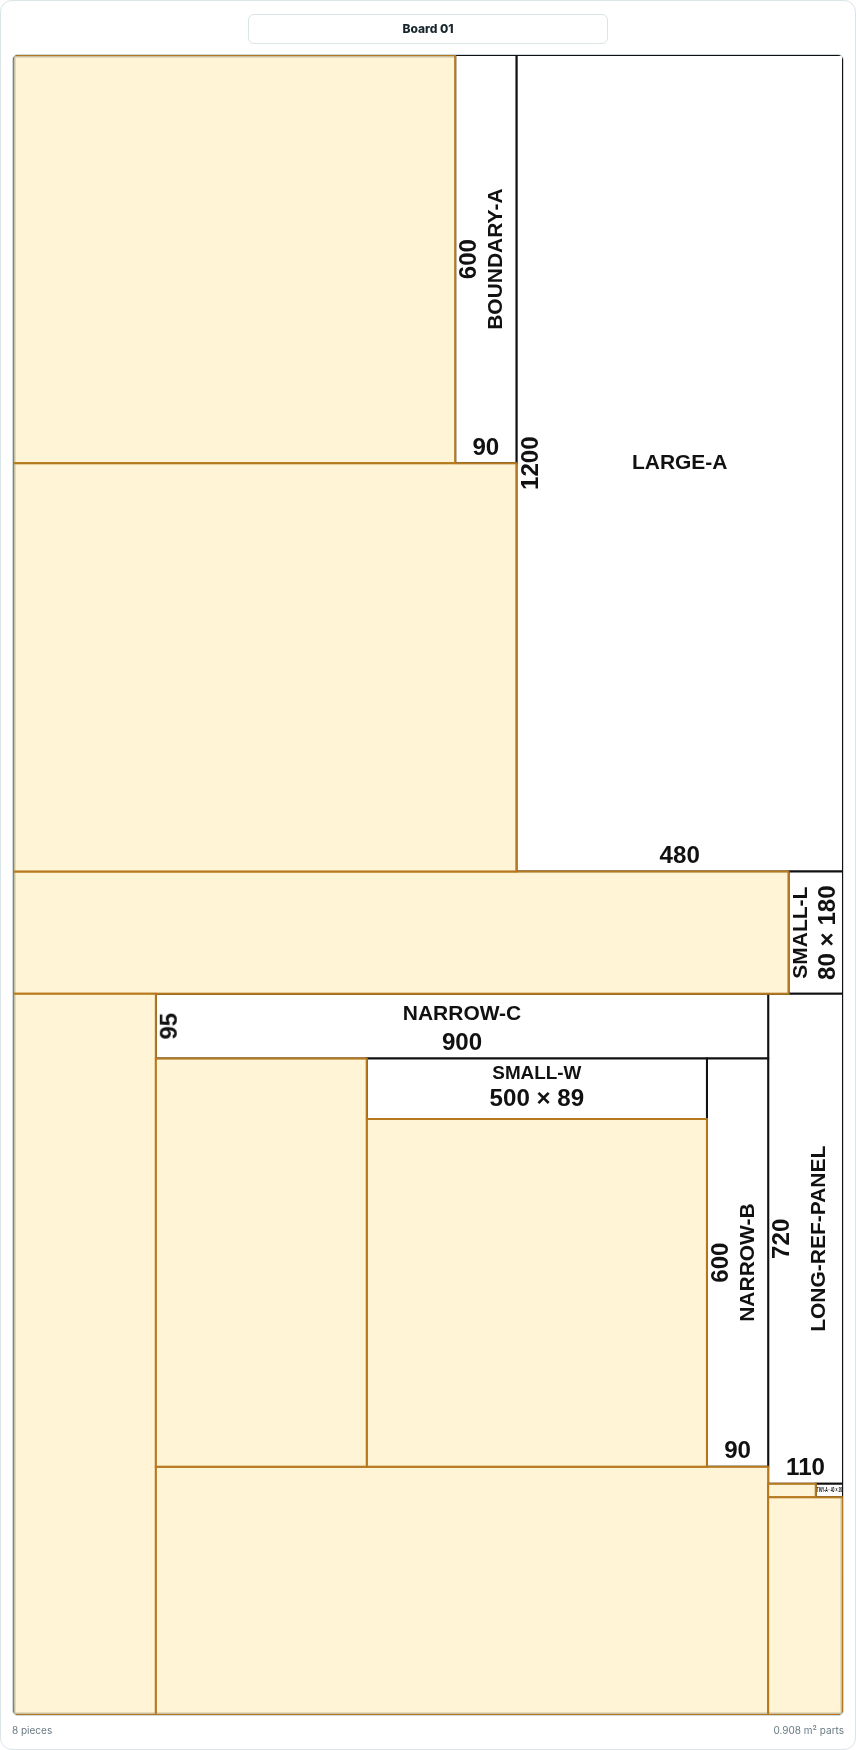 Board 01
600
BOUNDARY-A
90
1200
LARGE-A
480
SMALL-L
80 × 180
95
NARROW-C
900
SMALL-W
500 × 89
600
NARROW-B
90
720
LONG-REF-PANEL
110
8 pieces
0.908 m² parts